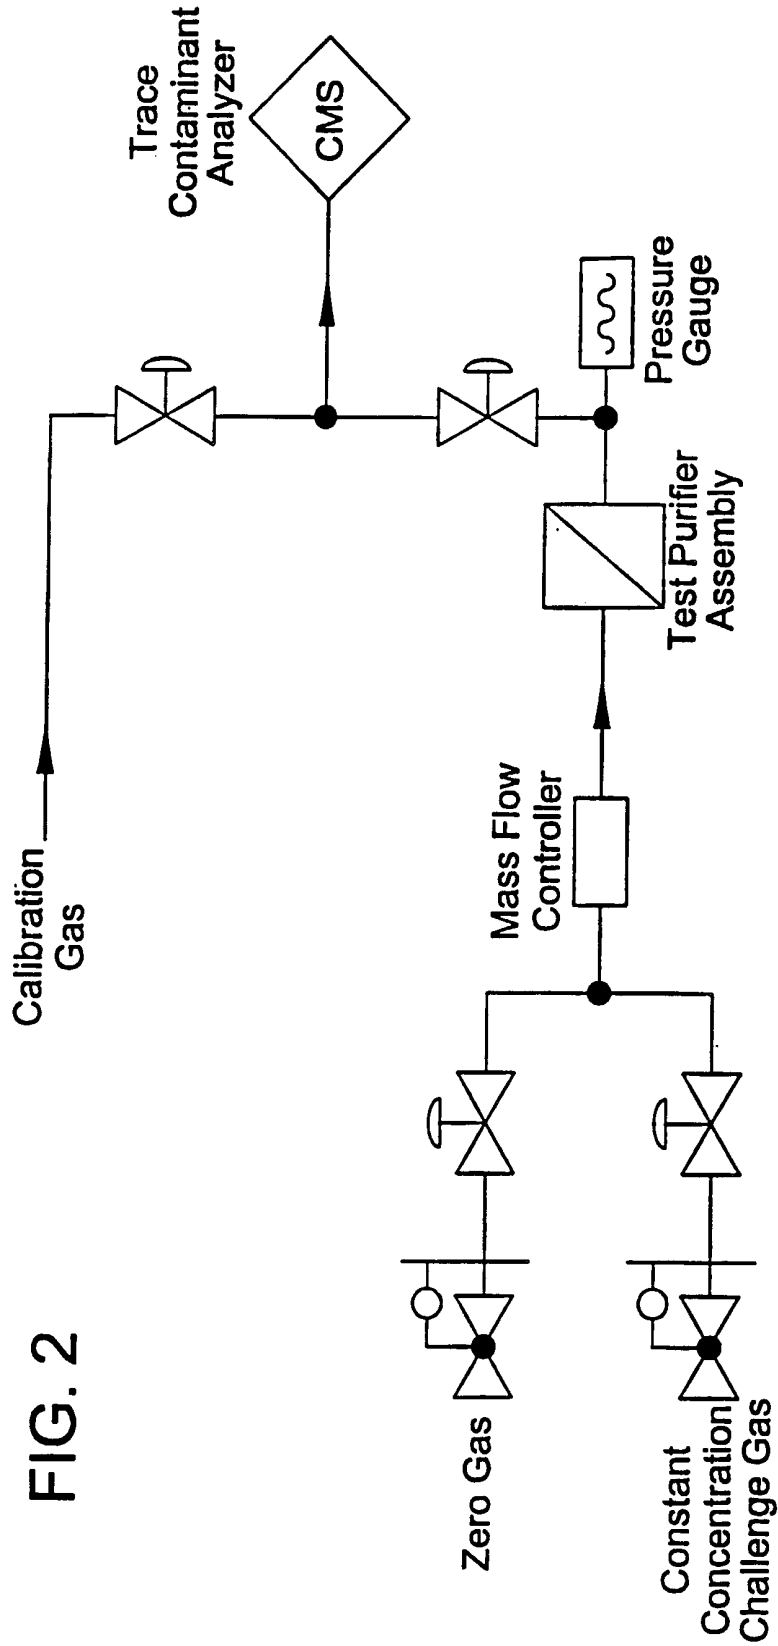 FIG. 2
Calibration
Gas
Trace
Contaminant
Analyzer
CMS
Zero Gas
Constant
Concentration
Challenge Gas
Mass Flow
Controller
Test Purifier
Assembly
Pressure
Gauge